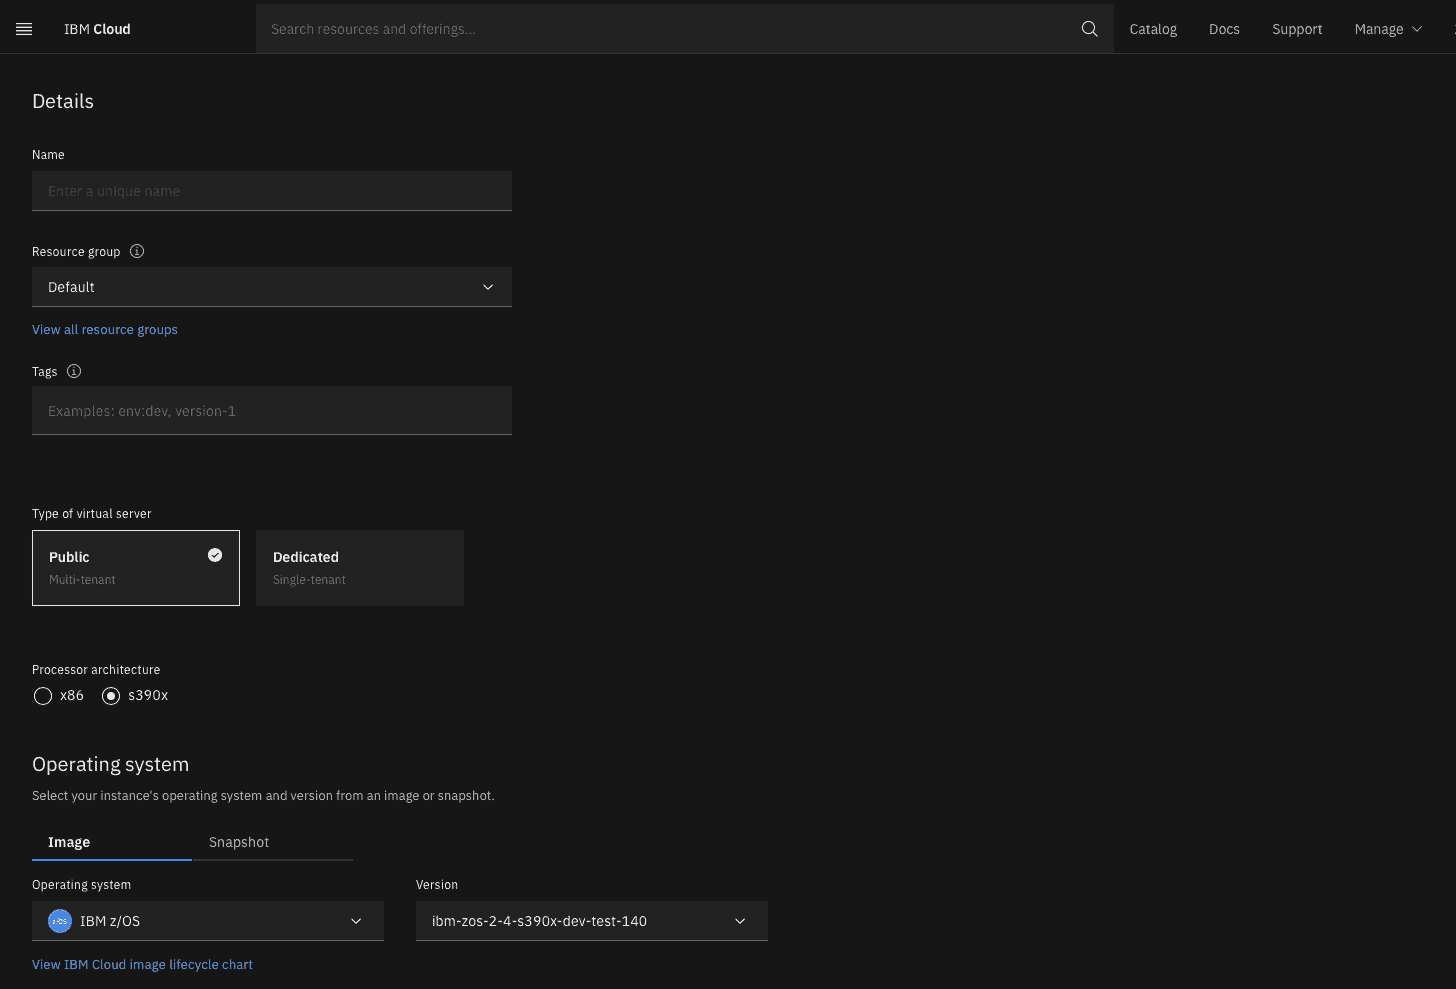 IBM Cloud Search resources and offerings... Catalog Docs Support Manage
Details
Name
Enter a unique name
Resource group
Default
View all resource groups
Tags
Examples: env:dev, version-1
Type of virtual server
Public Dedicated
Multi-tenant Single-tenant
Processor architecture
x86 s390x
Operating system
Select your instance's operating system and version from an image or snapshot.
Image Snapshot
Operating system Version
z/OS IBM z/OS ibm-zos-2-4-s390x-dev-test-140
View IBM Cloud image lifecycle chart